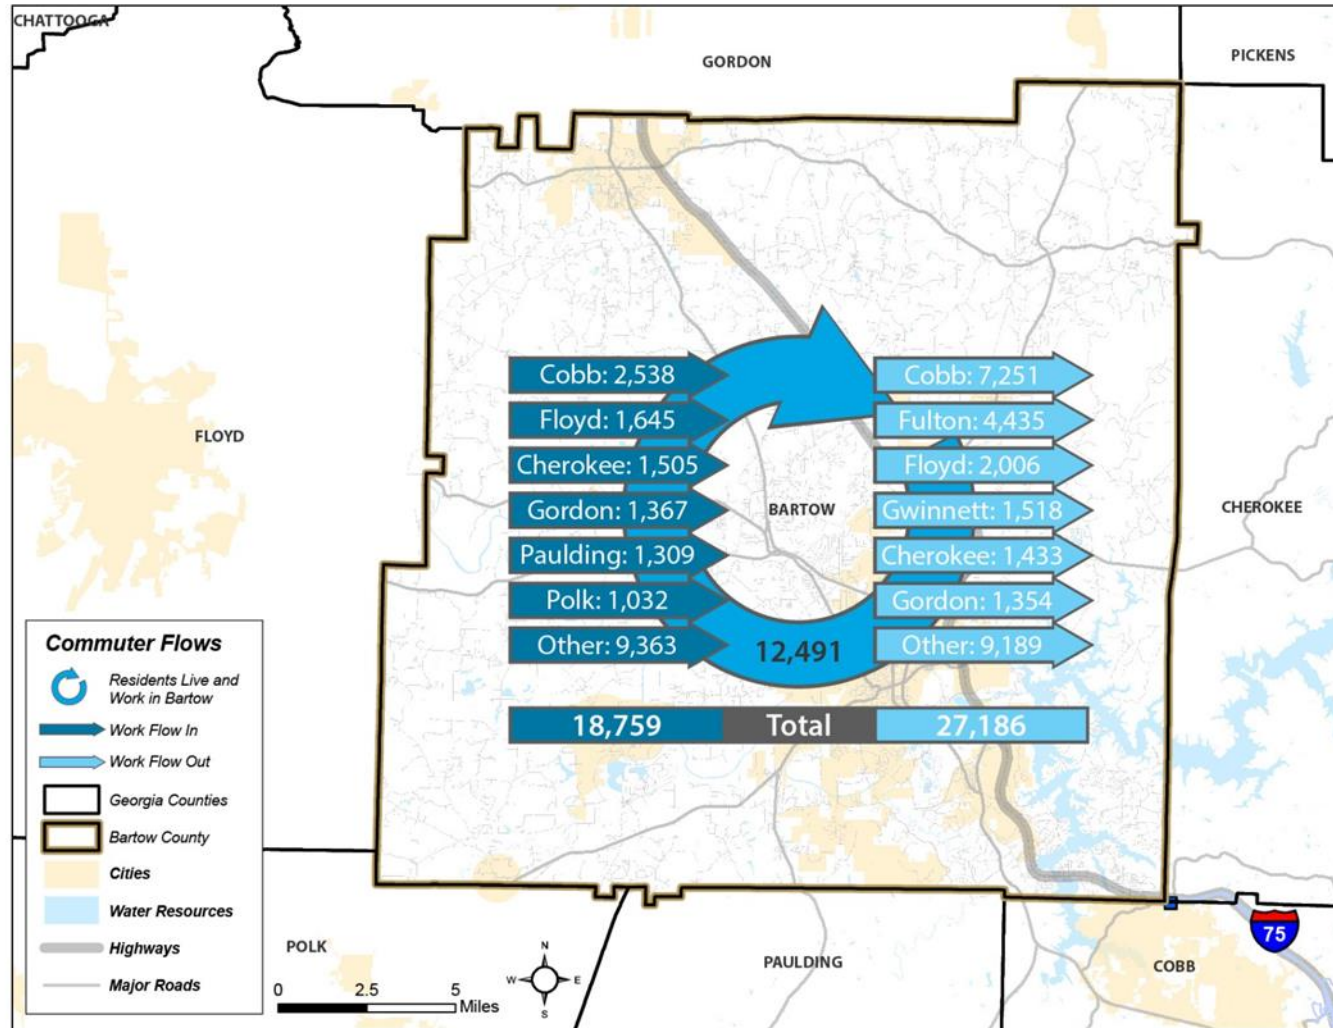 CHATTOOGA
GORDON
PICKENS
FLOYD
CHEROKEE
BARTOW
Cobb: 2,538
Floyd: 1,645
Cherokee: 1,505
Gordon: 1,367
Paulding: 1,309
Polk: 1,032
Other: 9,363
Cobb: 7,251
Fulton: 4,435
Floyd: 2,006
Gwinnett: 1,518
Cherokee: 1,433
Gordon: 1,354
Other: 9,189
12,491
18,759 Total 27,186
Commuter Flows
Residents Live and
Work in Bartow
Work Flow In
Work Flow Out
Georgia Counties
Bartow County
Cities
Water Resources
Highways
Major Roads
POLK
PAULDING
COBB
75
N
W E
S
0 2.5 5
Miles